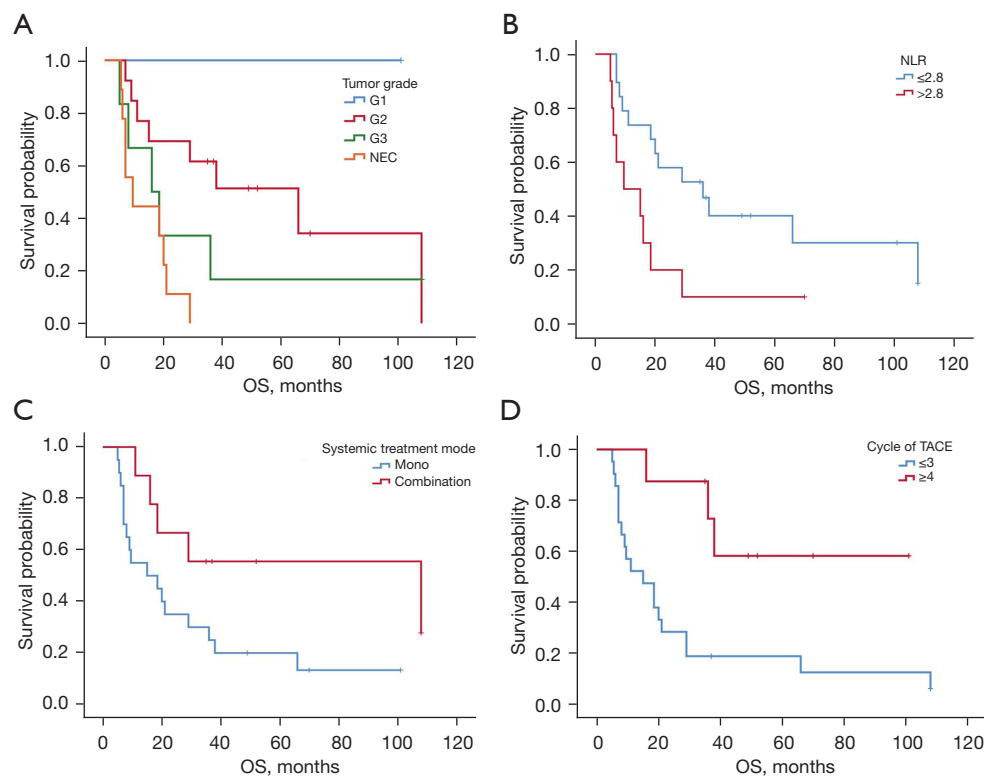 A
Survival probability
1.0
0.8
0.6
0.4
0.2
0.0
Tumor grade
G1
G2
G3
NEC
0 20 40 60 80 100 120
OS, months
B
Survival probability
1.0
0.8
0.6
0.4
0.2
0.0
NLR
≤2.8
>2.8
0 20 40 60 80 100 120
OS, months
C
Survival probability
1.0
0.8
0.6
0.4
0.2
0.0
Systemic treatment mode
Mono
Combination
0 20 40 60 80 100 120
OS, months
D
Survival probability
1.0
0.8
0.6
0.4
0.2
0.0
Cycle of TACE
≤3
≥4
0 20 40 60 80 100 120
OS, months